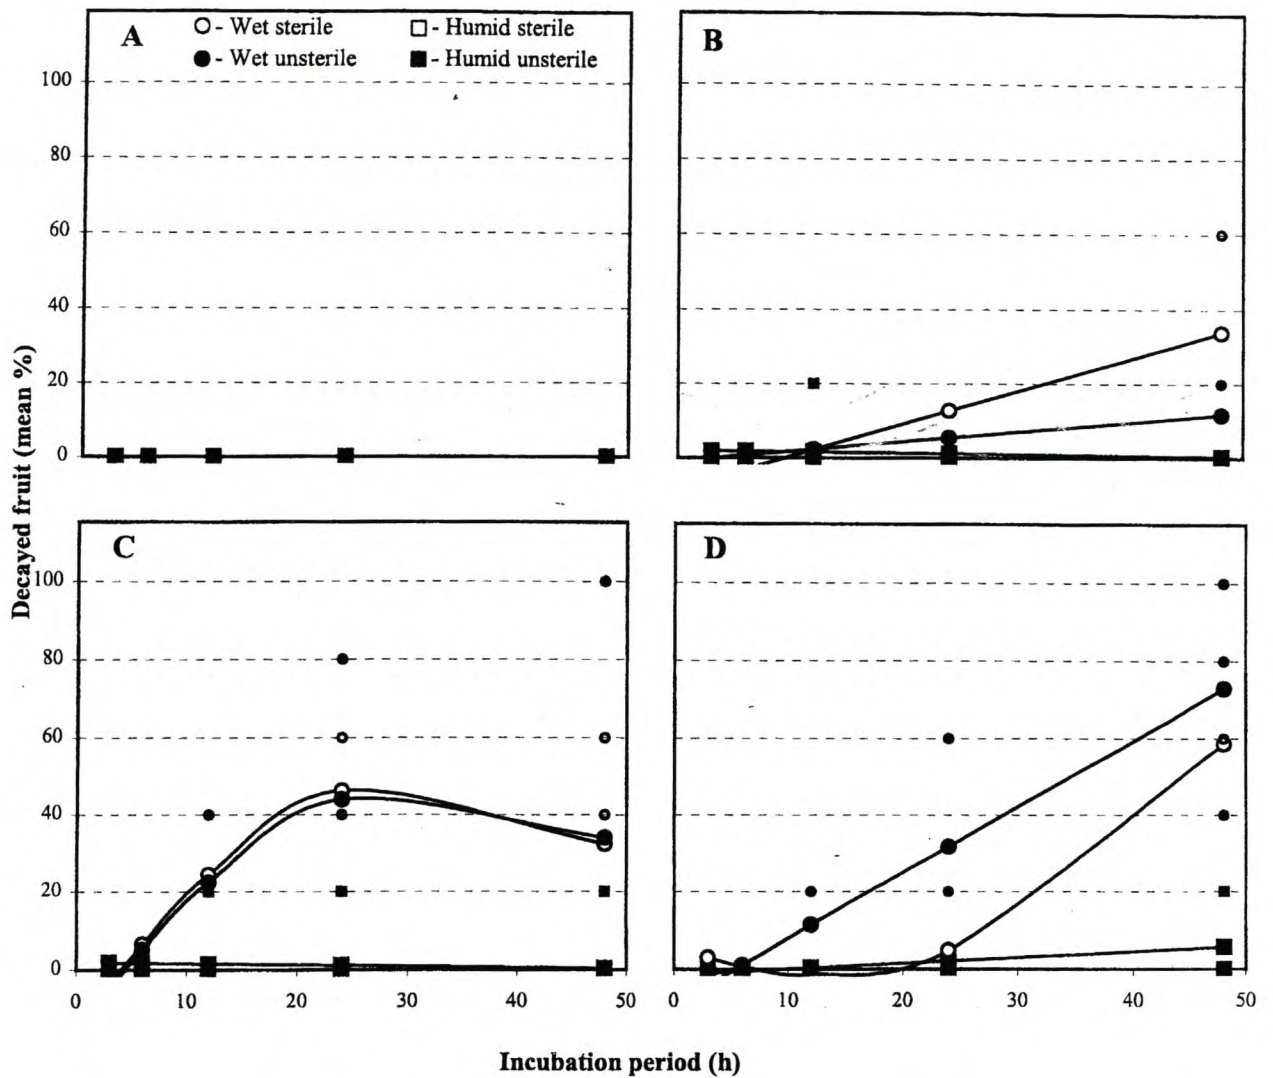 A
O - Wet sterile □ - Humid sterile
● - Wet unsterile ■ - Humid unsterile
B
100
80
60
40
20
0
C
D
100
80
60
40
20
0
0 10 20 30 40 50
0 10 20 30 40 50
Decayed fruit (mean %)
Incubation period (h)